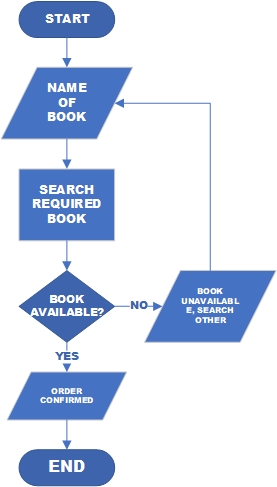 START
NAME
OF
BOOK
SEARCH
REQUIRED
BOOK
BOOK
AVAILABLE?
NO
BOOK
UNAVAILABL
E, SEARCH
OTHER
YES
ORDER
CONFIRMED
END